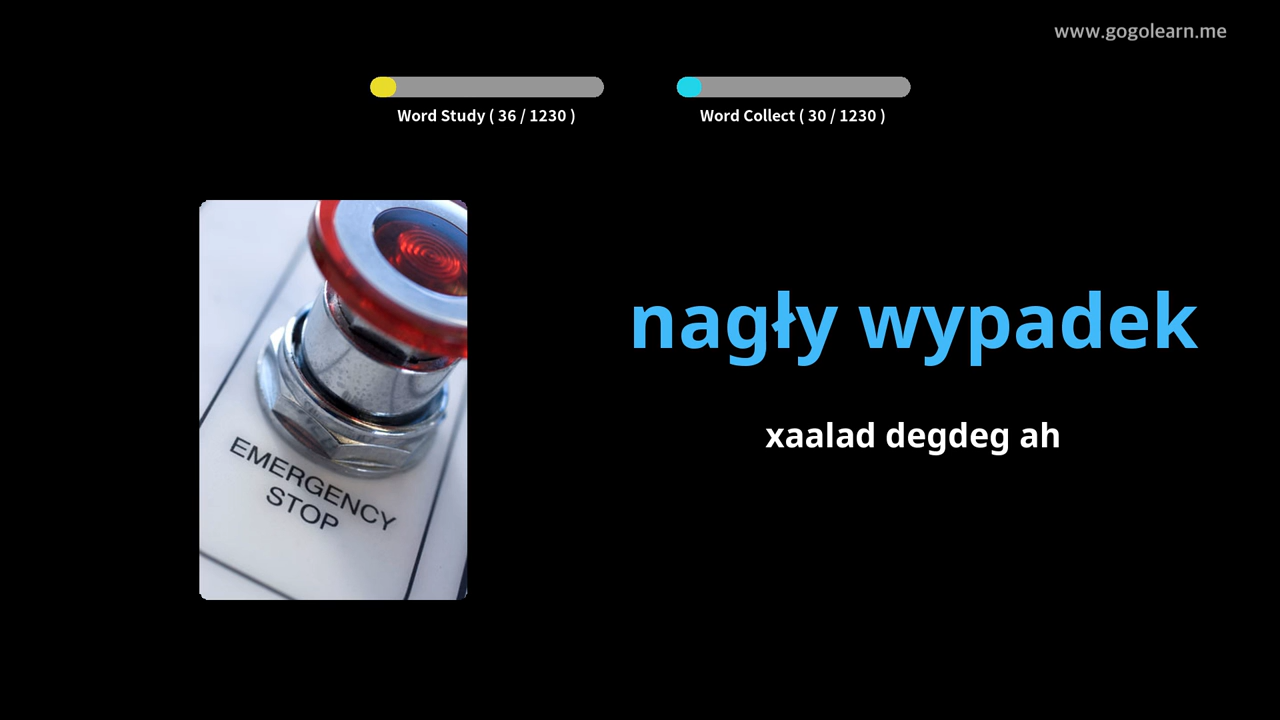 www.gogolearn.me
Word Study ( 36 / 1230 )
Word Collect ( 30 / 1230 )
EMERGENCY
STOP
nagły wypadek
xaalad degdeg ah